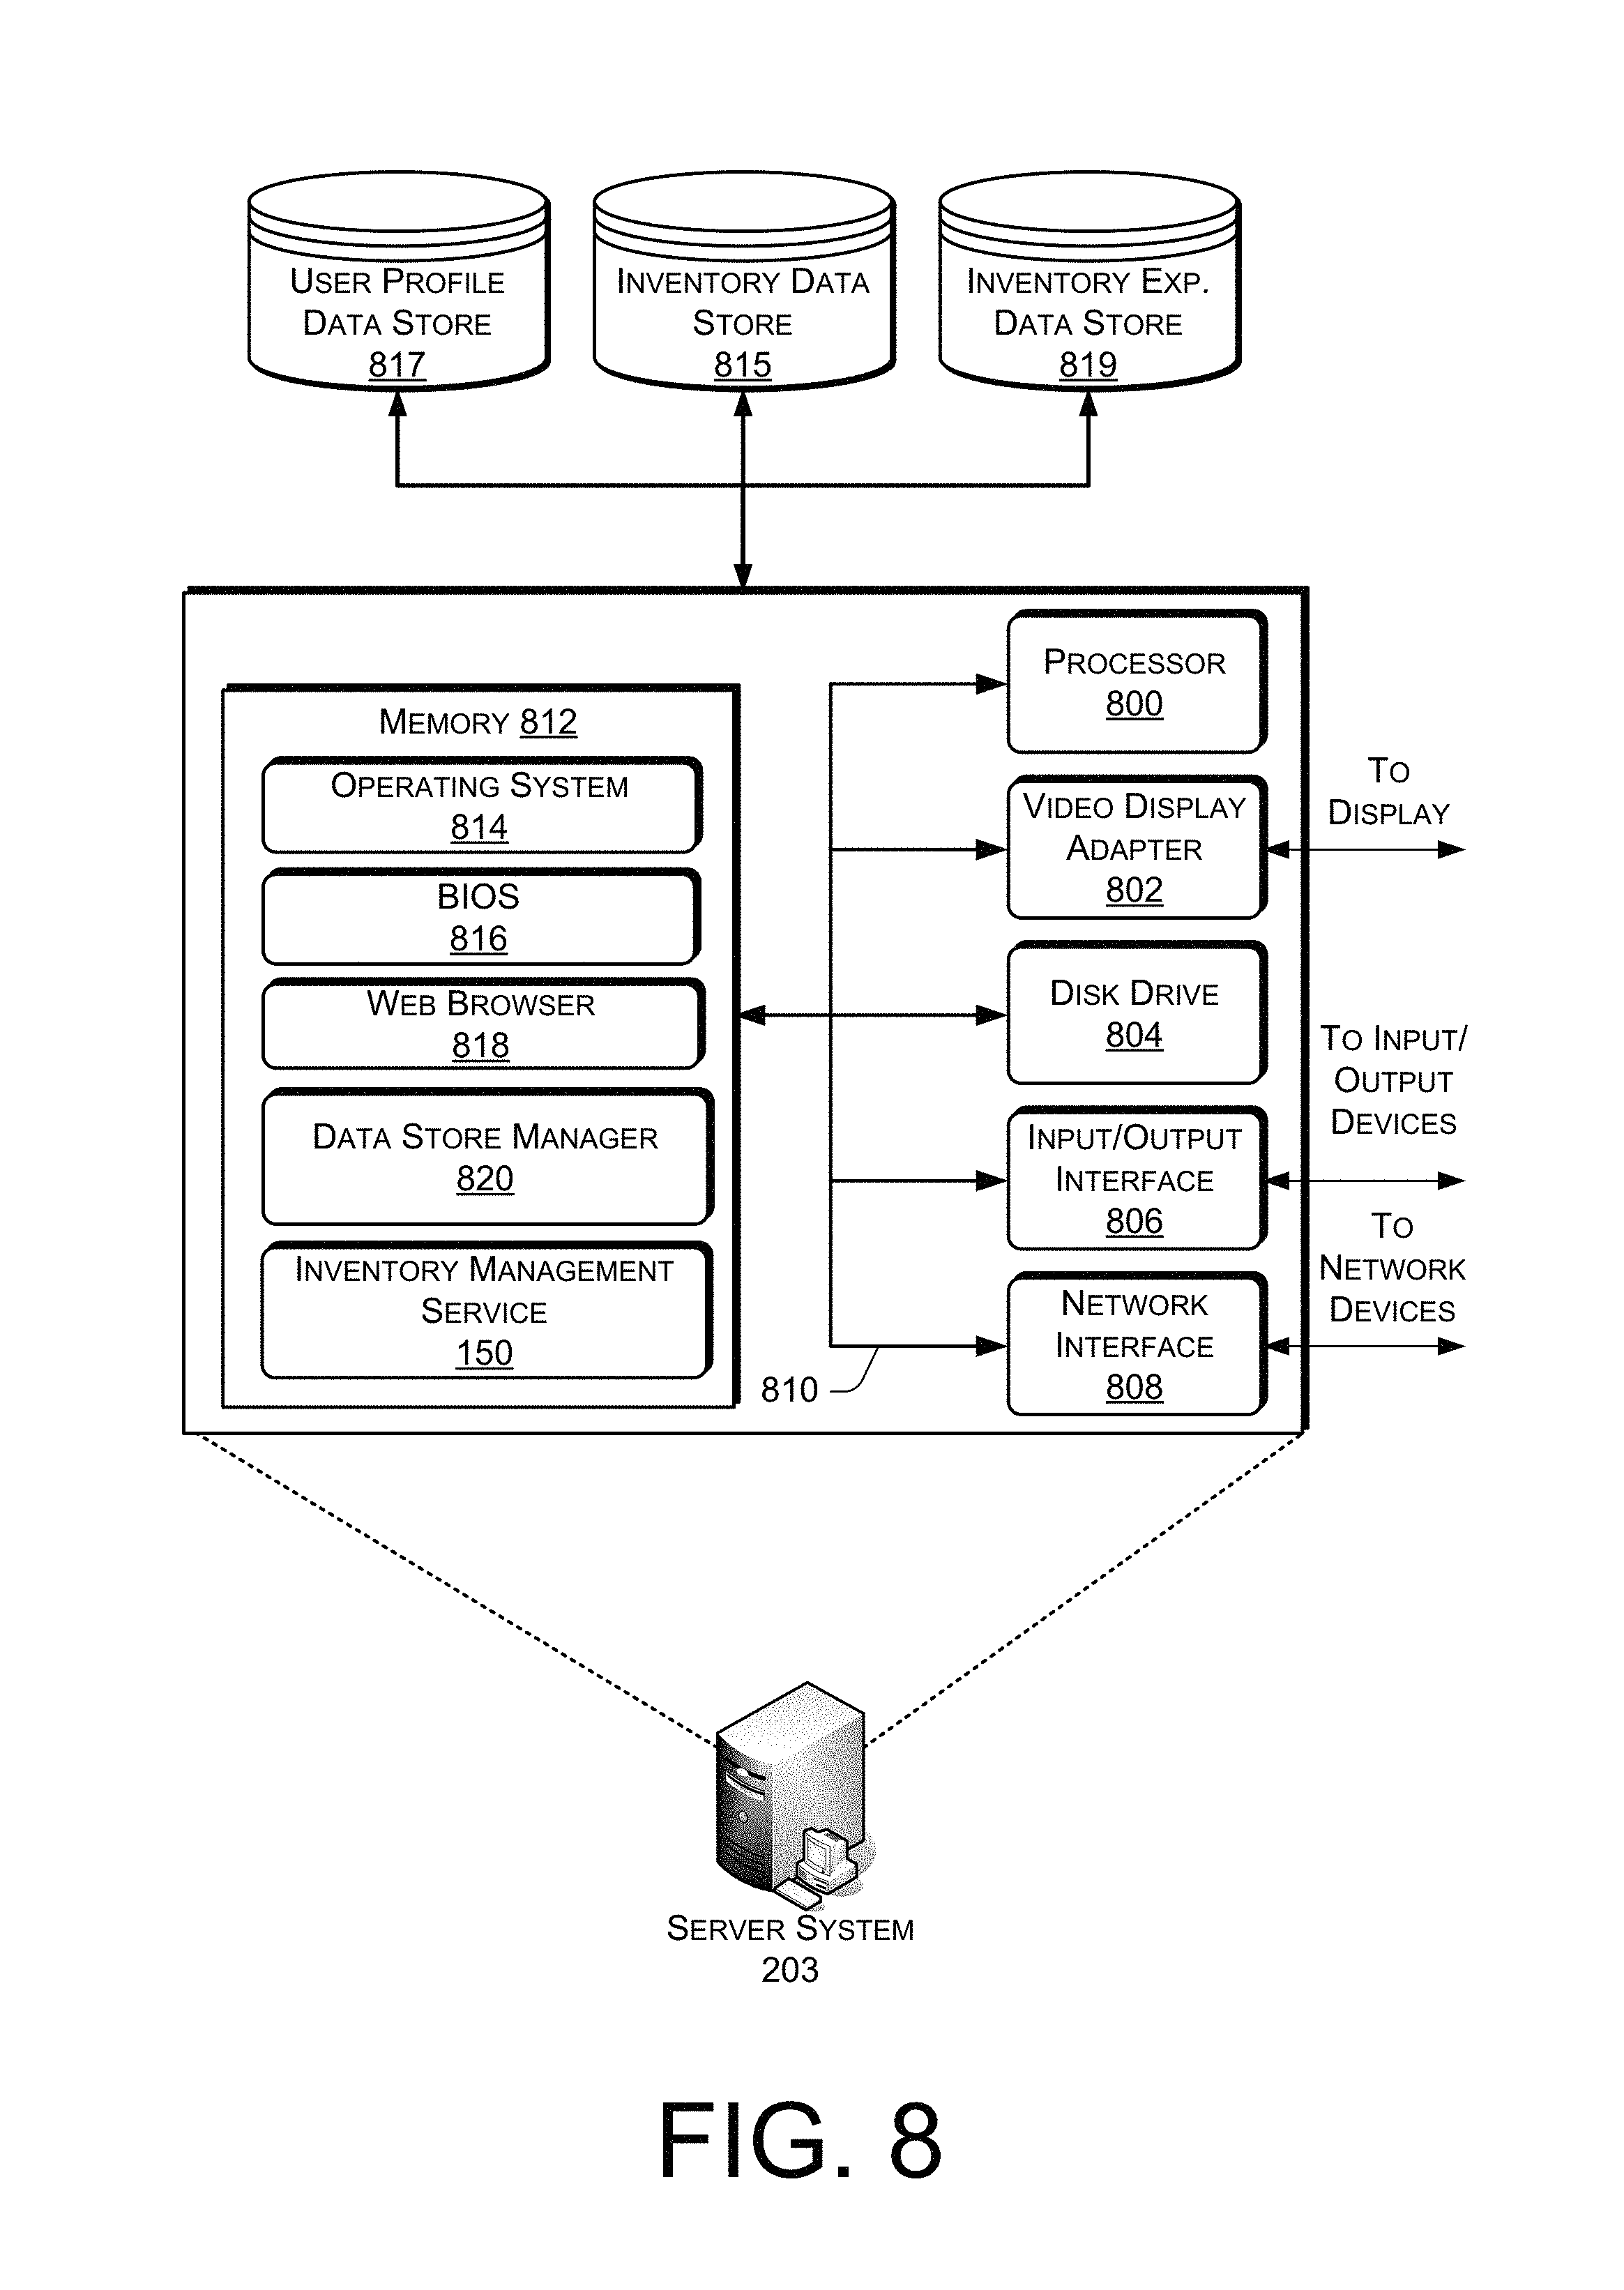 USER PROFILE
DATA STORE
817
INVENTORY DATA
STORE
815
INVENTORY EXP.
DATA STORE
819
MEMORY 812
OPERATING SYSTEM
814
BIOS
816
WEB BROWSER
818
DATA STORE MANAGER
820
INVENTORY MANAGEMENT
SERVICE
150
PROCESSOR
800
VIDEO DISPLAY
ADAPTER
802
DISK DRIVE
804
INPUT/OUTPUT
INTERFACE
806
NETWORK
INTERFACE
808
810
TO
DISPLAY
TO INPUT/
OUTPUT
DEVICES
TO
NETWORK
DEVICES
SERVER SYSTEM
203
FIG. 8